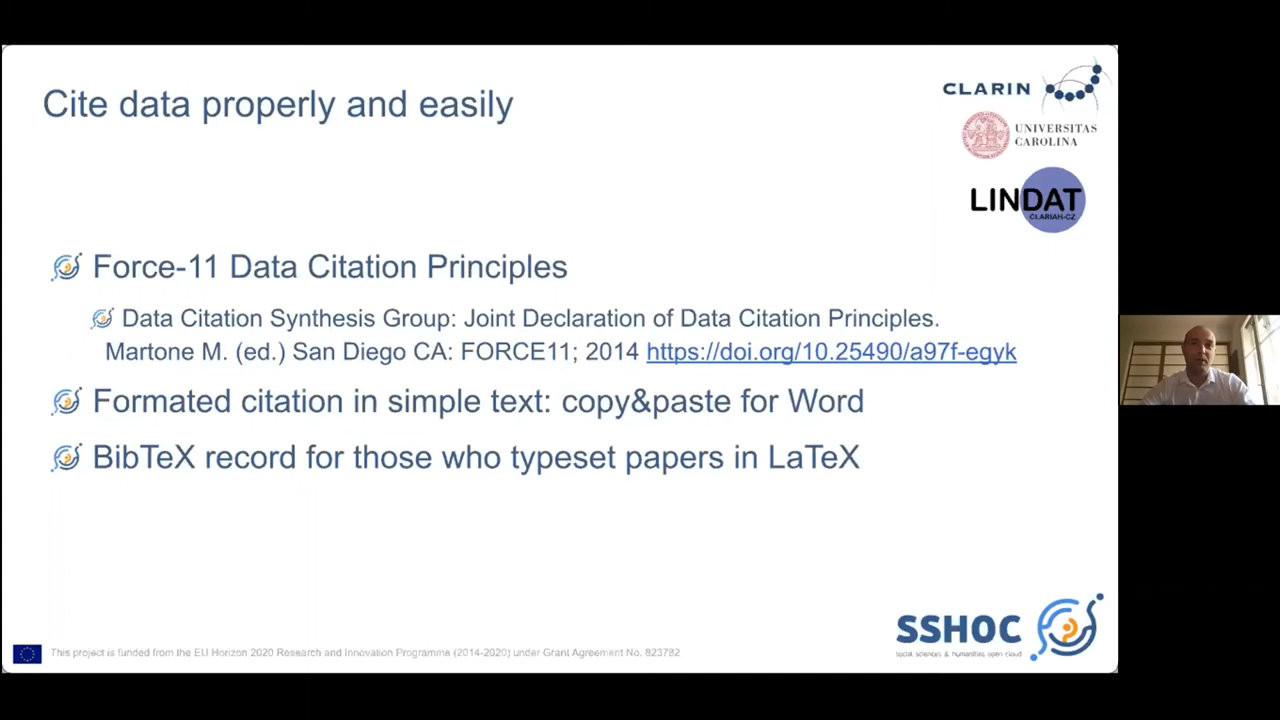 Cite data properly and easily
CLARIN
UNIVERSITAS
CAROLINA
LINDAT
CLARIAH-CZ
Force-11 Data Citation Principles
Data Citation Synthesis Group: Joint Declaration of Data Citation Principles.
Martone M. (ed.) San Diego CA: FORCE11; 2014 https://doi.org/10.25490/a97f-egyk
Formated citation in simple text: copy&paste for Word
BibTeX record for those who typeset papers in LaTeX
SSHOC
social sciences & humanities open cloud
This project is funded from the EU Horizon 2020 Research and Innovation Programme (2014-2020) under Grant Agreement No. 823782